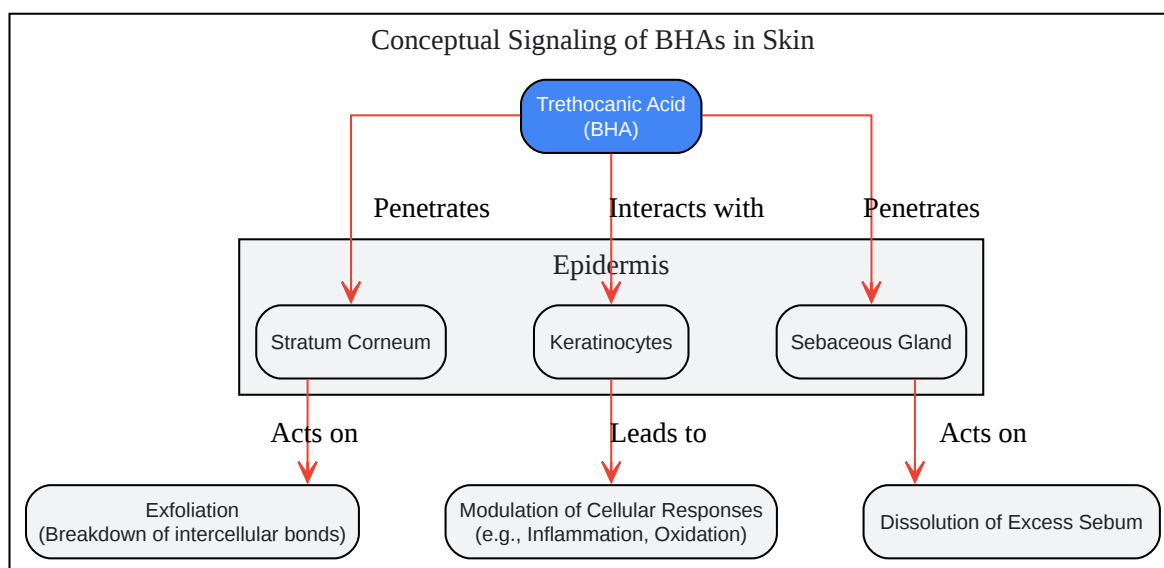 Conceptual Signaling of BHAs in Skin
Trethocanic Acid
(BHA)
Penetrates
Interacts with
Penetrates
Epidermis
Stratum Corneum
Keratinocytes
Sebaceous Gland
Acts on
Leads to
Acts on
Exfoliation
(Breakdown of intercellular bonds)
Modulation of Cellular Responses
(e.g., Inflammation, Oxidation)
Dissolution of Excess Sebum